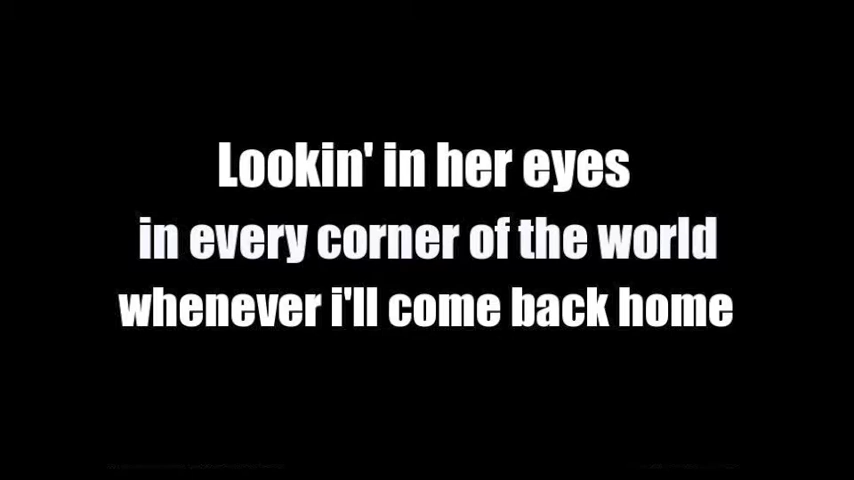 Lookin' in her eyes
in every corner of the world
whenever i'll come back home